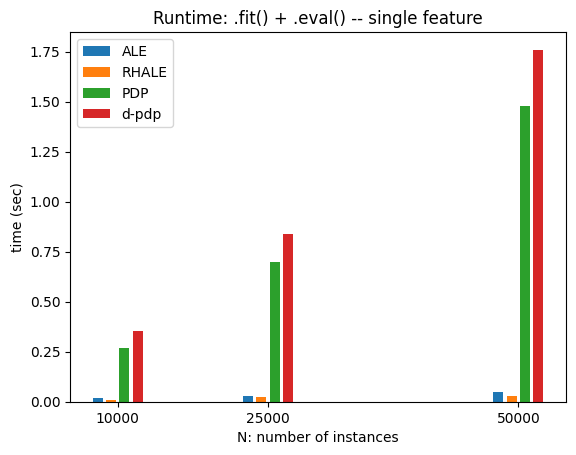 Runtime: .fit() + .eval() -- single feature
ALE
RHALE
PDP
d-pdp
time (sec)
1.75
1.50
1.25
1.00
0.75
0.50
0.25
0.00
10000
25000
50000
N: number of instances